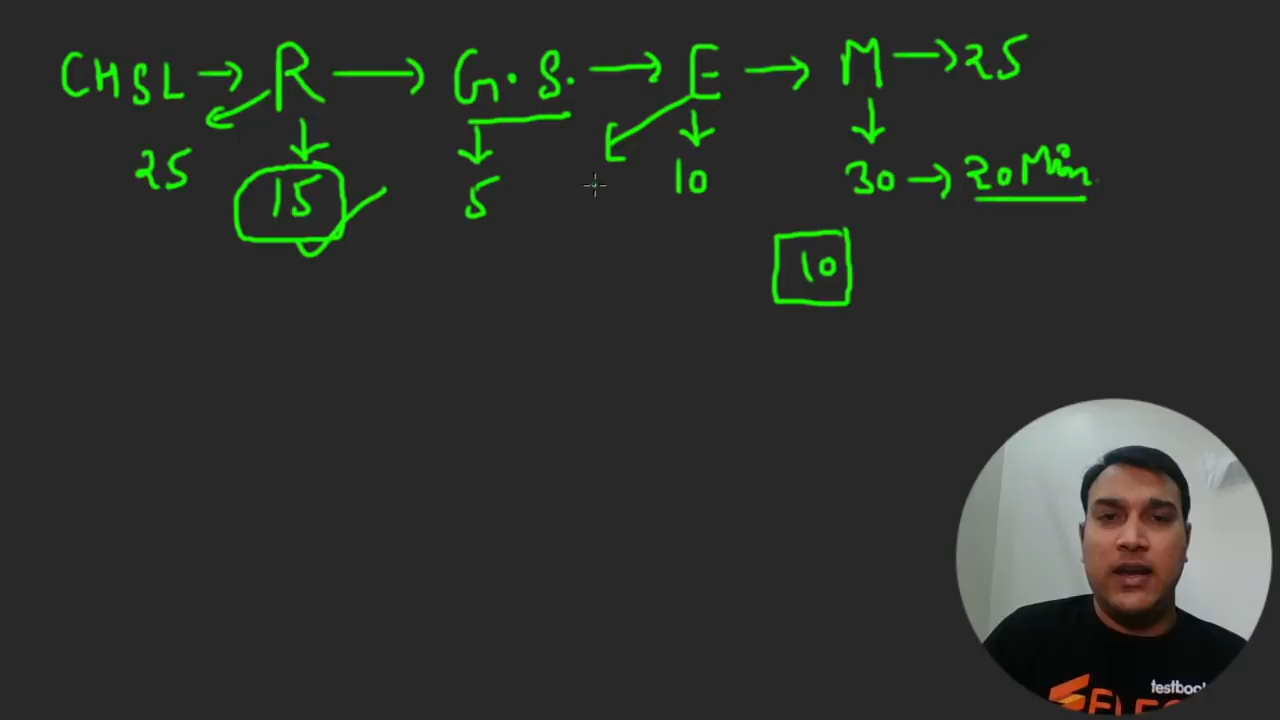 CHSL → R → G.S. → E → M → 25
25 15 5 10 30 → 20 Min
10
testbook